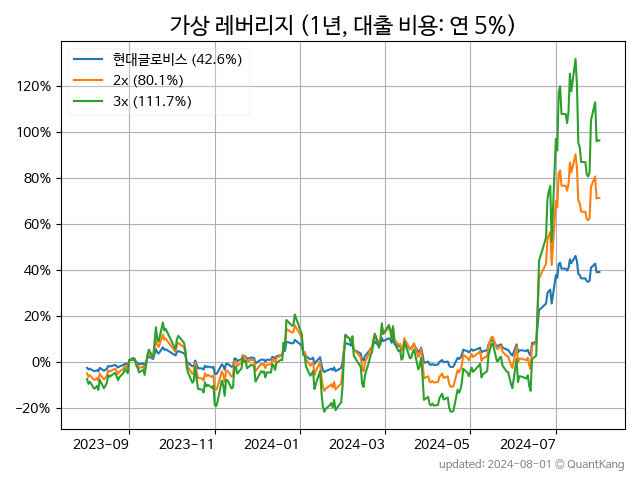 가상 레버리지 (1년, 대출 비용: 연 5%)
현대글로비스 (42.6%)
2x (80.1%)
3x (111.7%)
120%
100%
80%
60%
40%
20%
0%
−20%
2023-09 2023-11 2024-01 2024-03 2024-05 2024-07
updated: 2024-08-01 © QuantKang